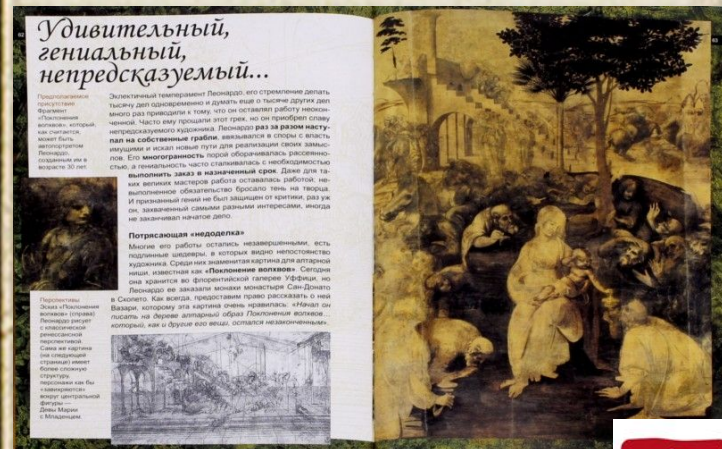 62
Удивительный,
гениальный,
непредсказуемый...
Предполагаемое
присутствие
Фрагмент
«Поклонения
волхвов», который,
как считается,
может быть
автопортретом
Леонардо,
созданным им в
возрасте 30 лет.
Эклектичный темперамент Леонардо, его стремление делать
тысячу дел одновременно и думать еще о тысяче других дел
много раз приводили к тому, что он оставлял работу неокон-
ченной. Часто ему прощали этот грех, но он приобрел славу
непредсказуемого художника. Леонардо раз за разом насту-
пал на собственные грабли, ввязывался в споры с власть
имущими и искал новые пути для реализации своих замыс-
лов. Его многогранность порой оборачивалась рассеянно-
стью, а гениальность часто сталкивалась с необходимостью
выполнить заказ в назначенный срок. Даже для та-
ких великих мастеров работа оставалась работой: не-
выполненное обязательство бросало тень на творца.
И признанный гений не был защищен от критики, раз уж
он, захваченный самыми разными интересами, иногда
не заканчивал начатое дело.
Потрясающая «недоделка»
Многие его работы остались незавершенными, есть
подлинные шедевры, в которых видно непостоянство
художника. Среди них знаменитая картина для алтарной
ниши, известная как «Поклонение волхвов». Сегодня
она хранится во флорентийской галерее Уффици, но
Леонардо ее заказали монахи монастыря Сан-Донато
в Скопето. Как всегда, предоставим право рассказать о ней
Вазари, которому эта картина очень нравилась: «Начал он
писать на дереве алтарный образ Поклонения волхвов...
который, как и другие его вещи, остался незаконченным».
Перспективы
Эскиз «Поклонения
волхвов» (справа)
Леонардо рисует
с классической
ренессансной
перспективой.
Сама же картина
(на следующей
странице) имеет
более сложную
структуру,
персонажи как бы
«завихряются»
вокруг центральной
фигуры —
Девы Марии
с Младенцем.
63